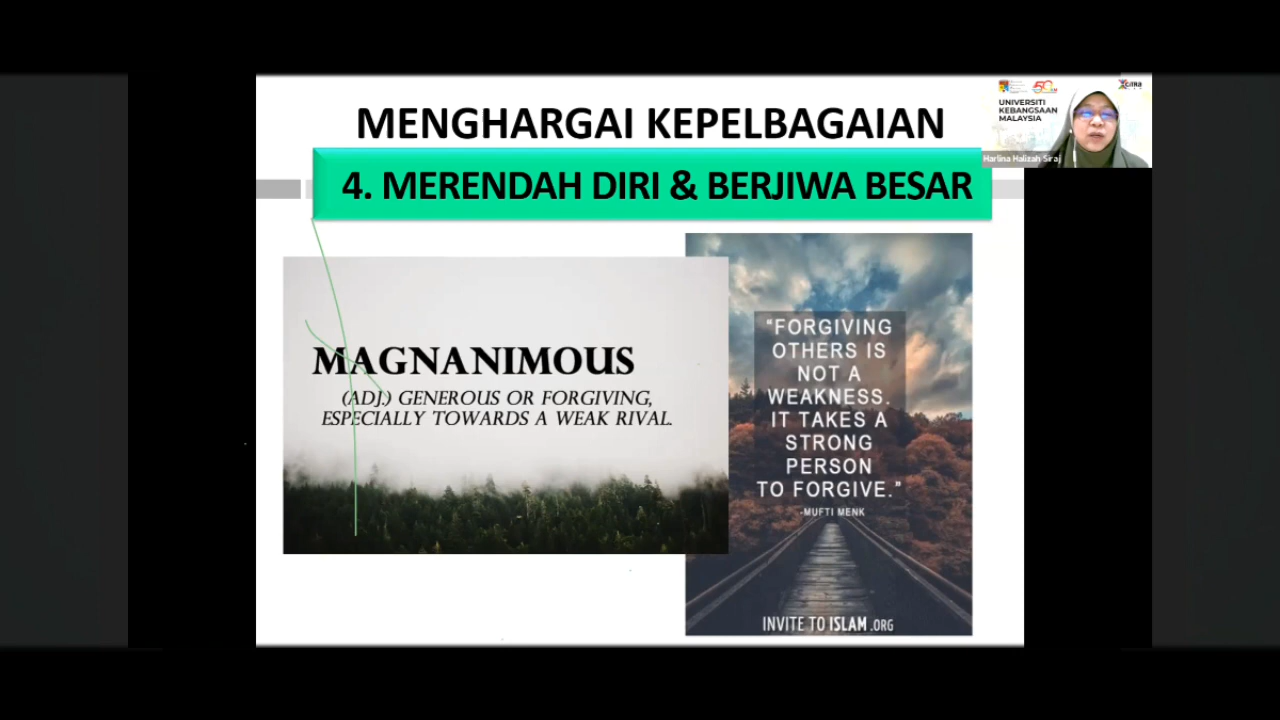 MENGHARGAI KEPELBAGAIAN
4. MERENDAH DIRI & BERJIWA BESAR
UNIVERSITI
KEBANGSAAN
MALAYSIA
Harlina Halizah Siraj
MAGNANIMOUS
(ADJ.) GENEROUS OR FORGIVING,
ESPECIALLY TOWARDS A WEAK RIVAL.
"FORGIVING
OTHERS IS
NOT A
WEAKNESS.
IT TAKES A
STRONG
PERSON
TO FORGIVE."
-MUFTI MENK
INVITE TO ISLAM.ORG